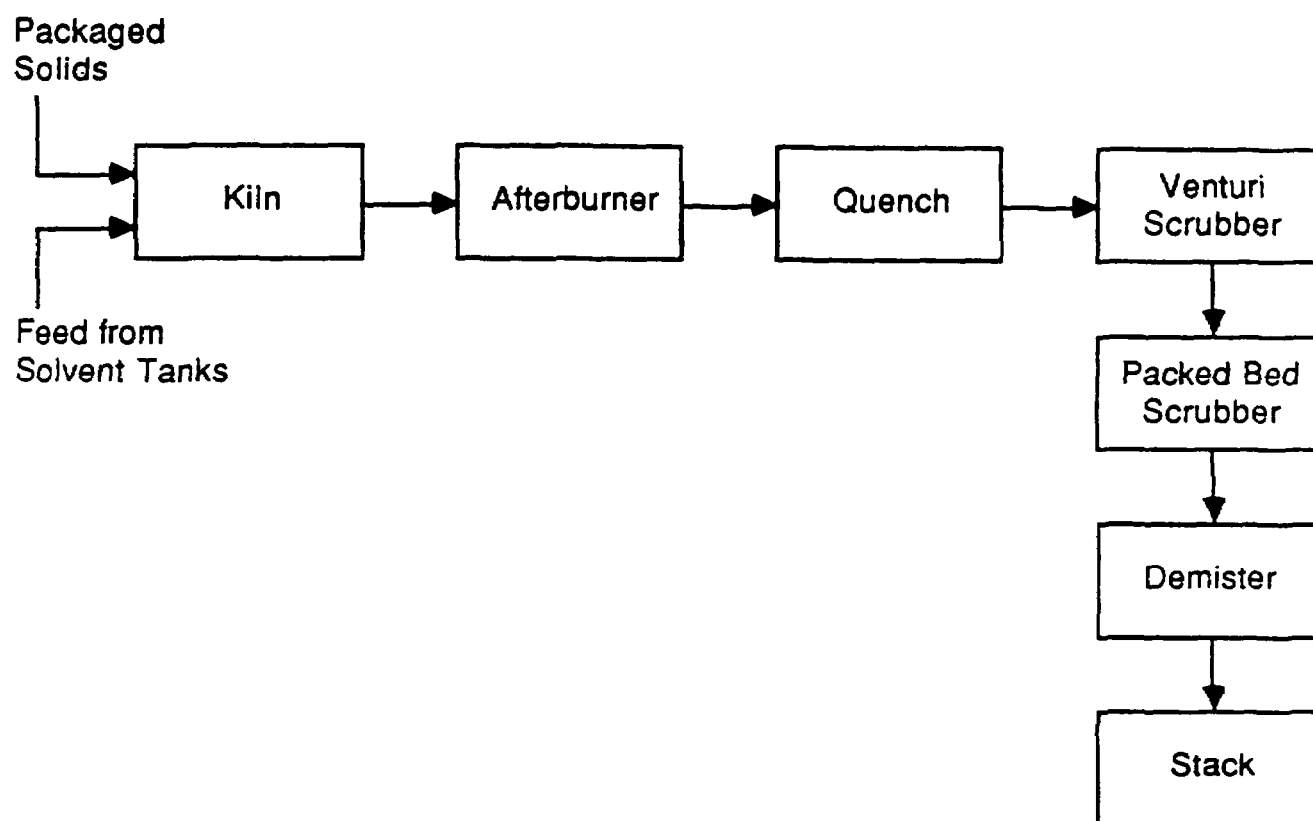 Packaged
Solids
Kiln
Afterburner
Quench
Venturi
Scrubber
Feed from
Solvent Tanks
Packed Bed
Scrubber
Demister
Stack